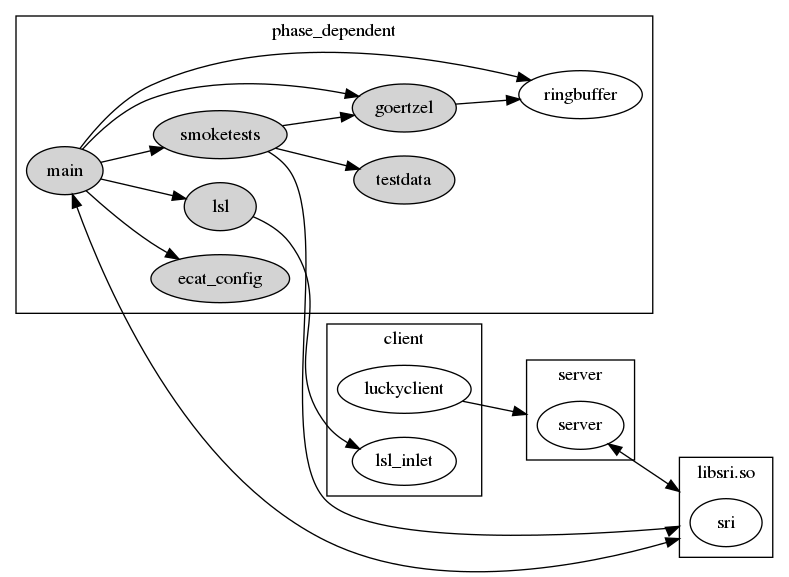 phase_dependent
ringbuffer
goertzel
smoketests
main
testdata
lsl
ecat_config
client
luckyclient
server
server
lsl_inlet
libsri.so
sri